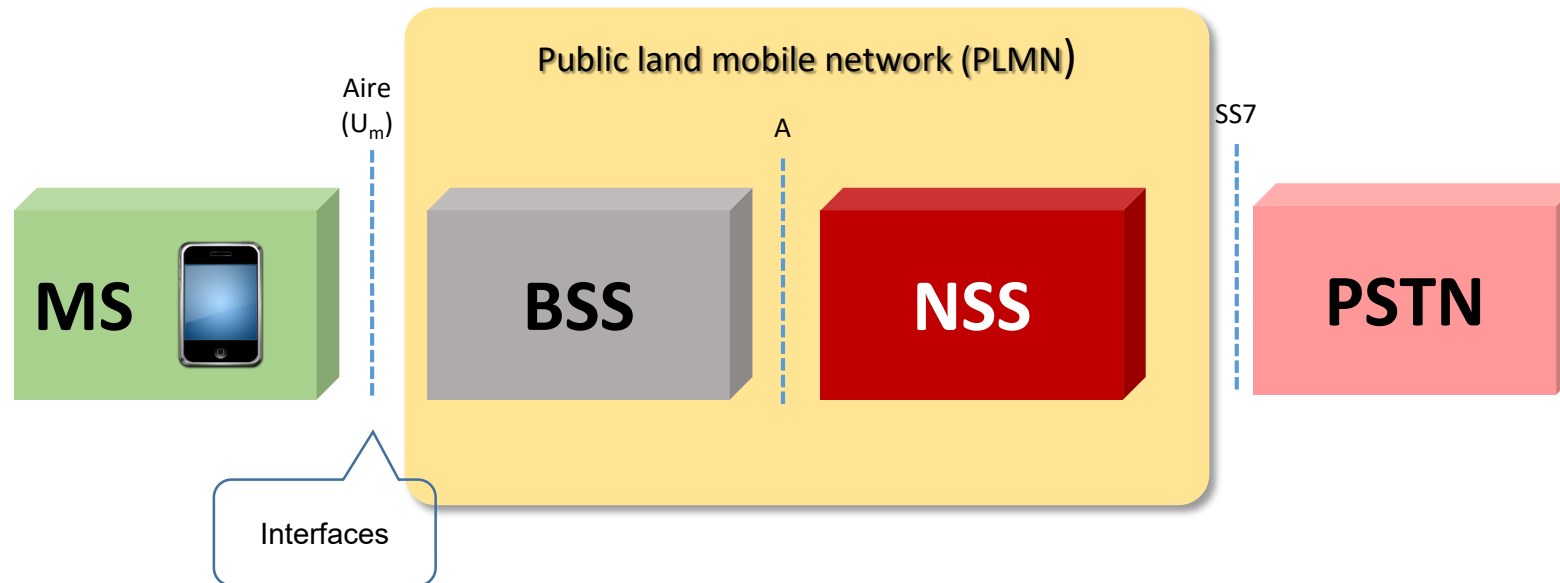 Public land mobile network (PLMN)
Aire
(Um)
A
SS7
MS
BSS
NSS
PSTN
Interfaces